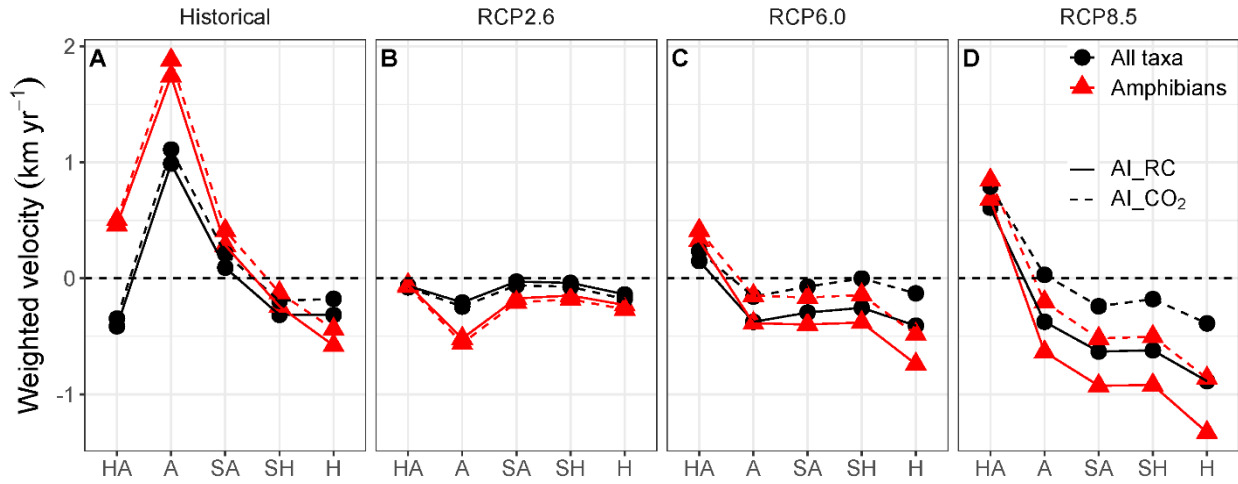 Historical RCP2.6 RCP6.0 RCP8.5
A B C D
All taxa
Amphibians
AI_RC
AI_CO₂
Weighted velocity (km yr⁻¹)
2
1
0
-1
HA A SA SH H HA A SA SH H HA A SA SH H HA A SA SH H